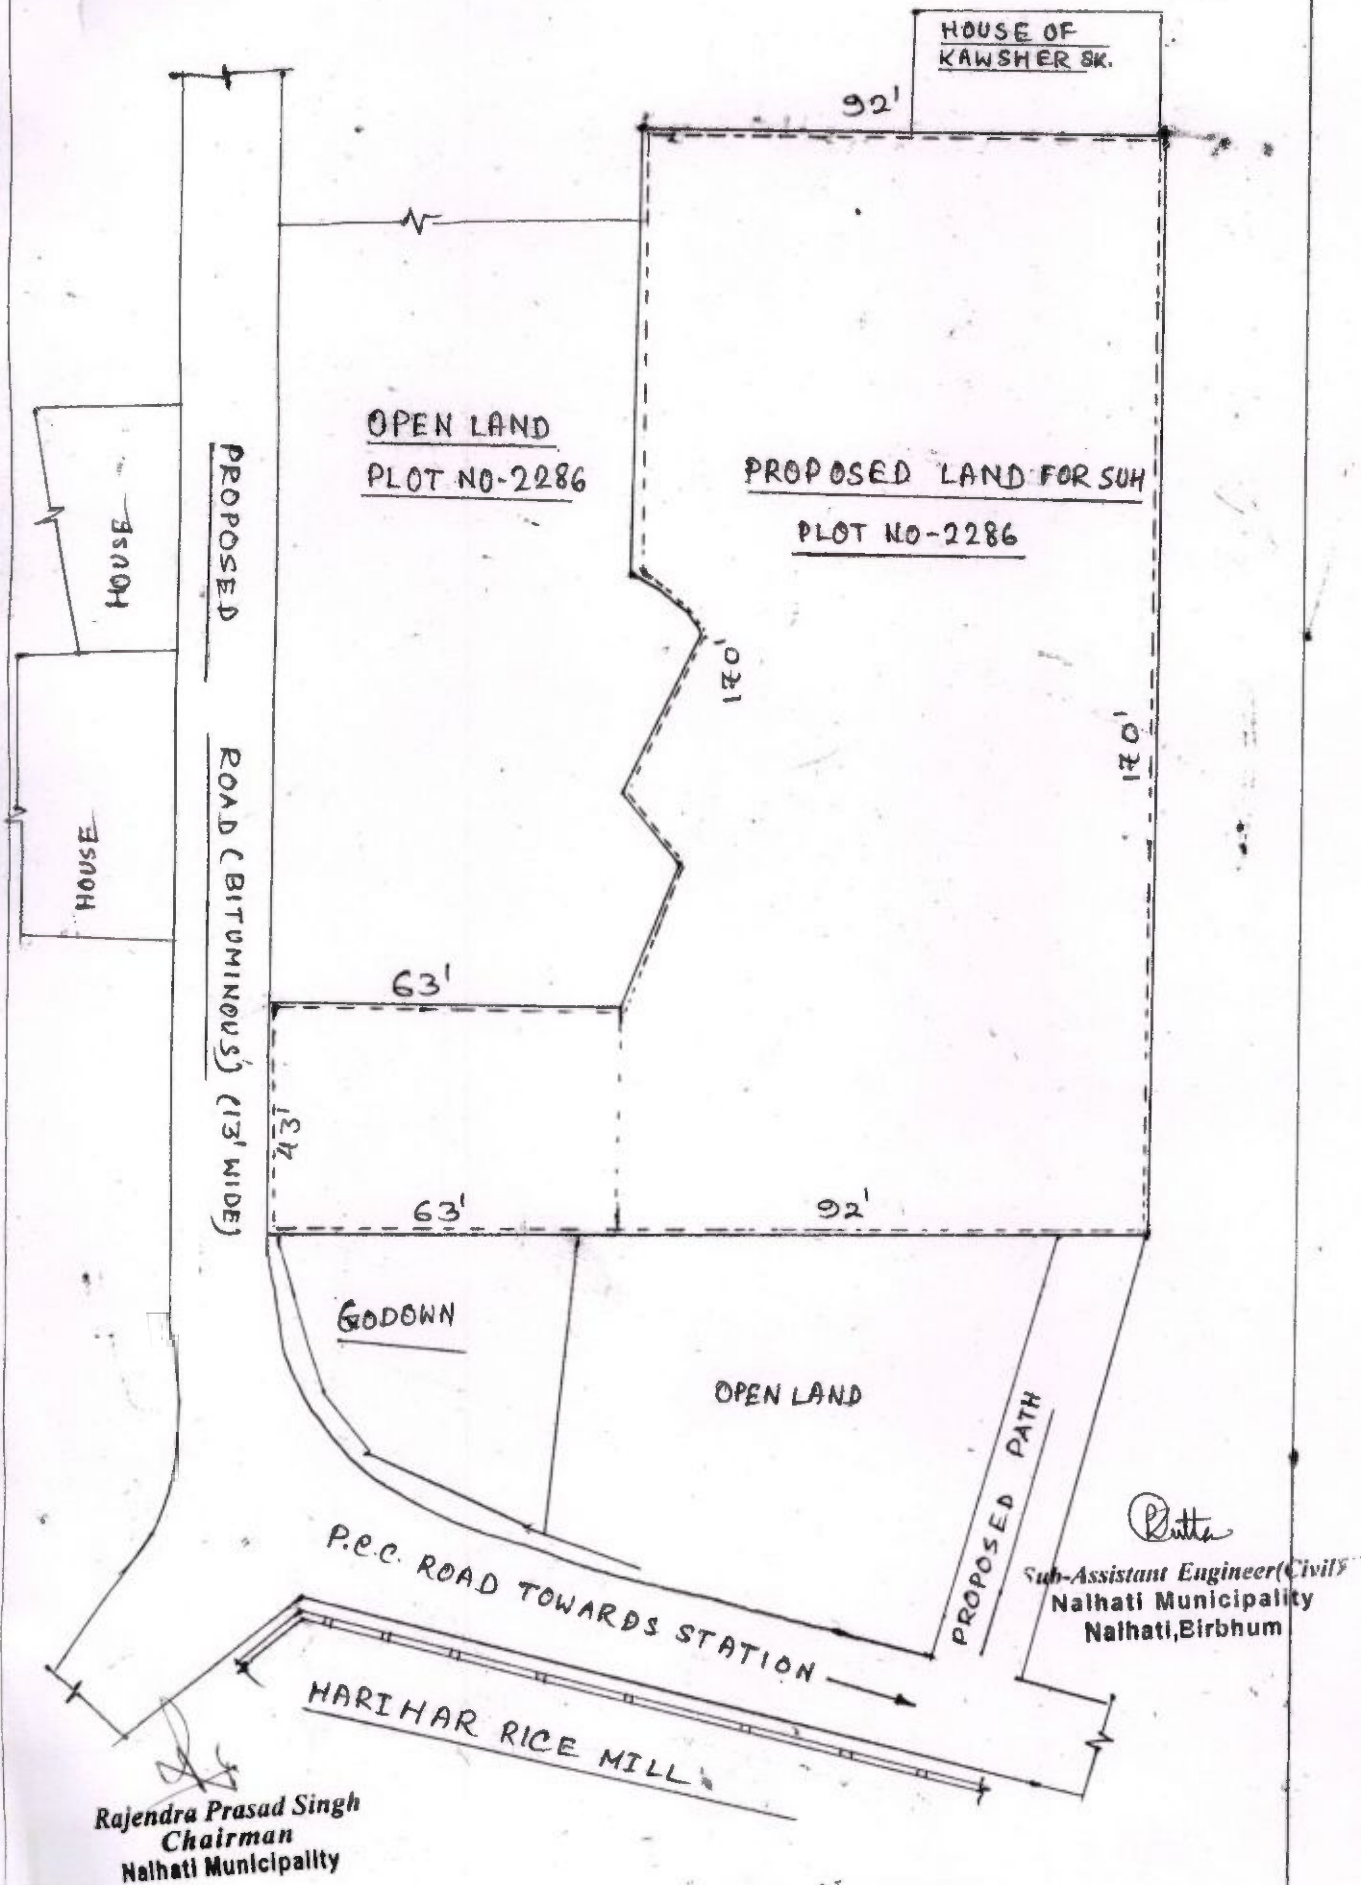 HOUSE OF
KAWSHER SK.
92'
OPEN LAND
PLOT NO-2286
PROPOSED LAND FOR SUH
PLOT NO-2286
HOUSE
HOUSE
PROPOSED ROAD (BITUMINOUS) (13' WIDE)
170'
170'
63'
43'
63'
92'
GODOWN
OPEN LAND
PROPOSED PATH
P.C.C. ROAD TOWARDS STATION
HARIHAR RICE MILL
Dutta
Sub-Assistant Engineer(Civil)
Nalhati Municipality
Nalhati,Birbhum
Rajendra Prasad Singh
Chairman
Nalhati Municipality